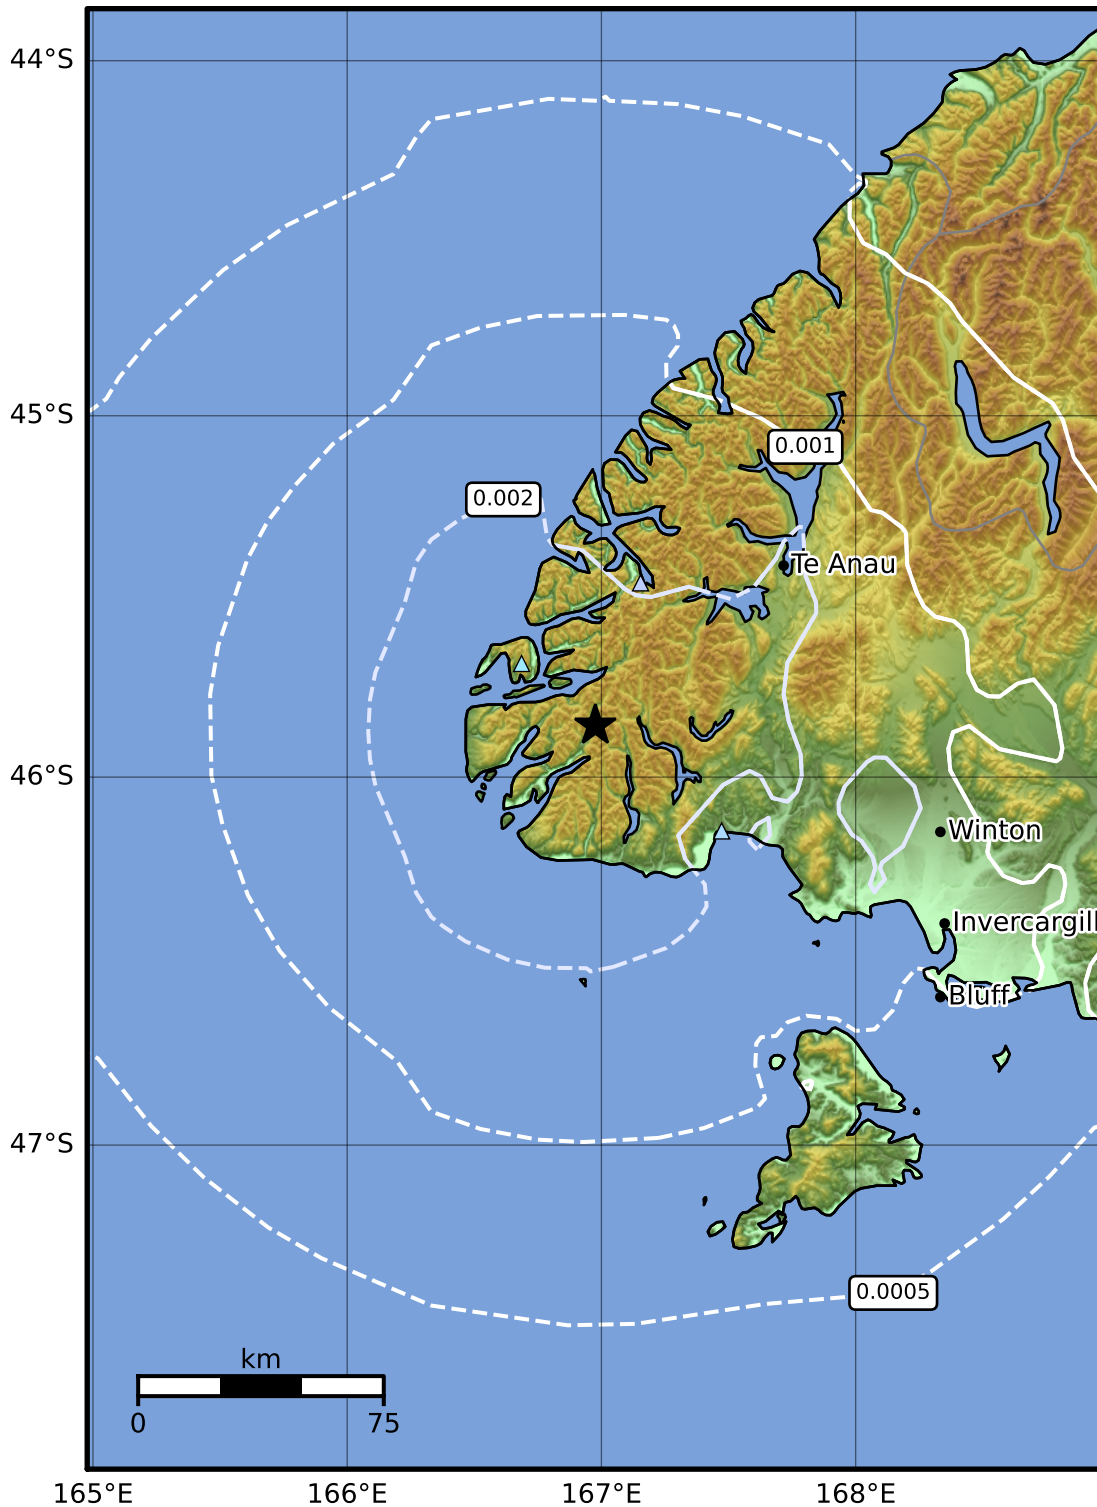 44°S
45°S
0.001
0.002
Te Anau
46°S
Winton
Invercargill
Bluff
47°S
0.0005
km
0 75
165°E 166°E 167°E 168°E